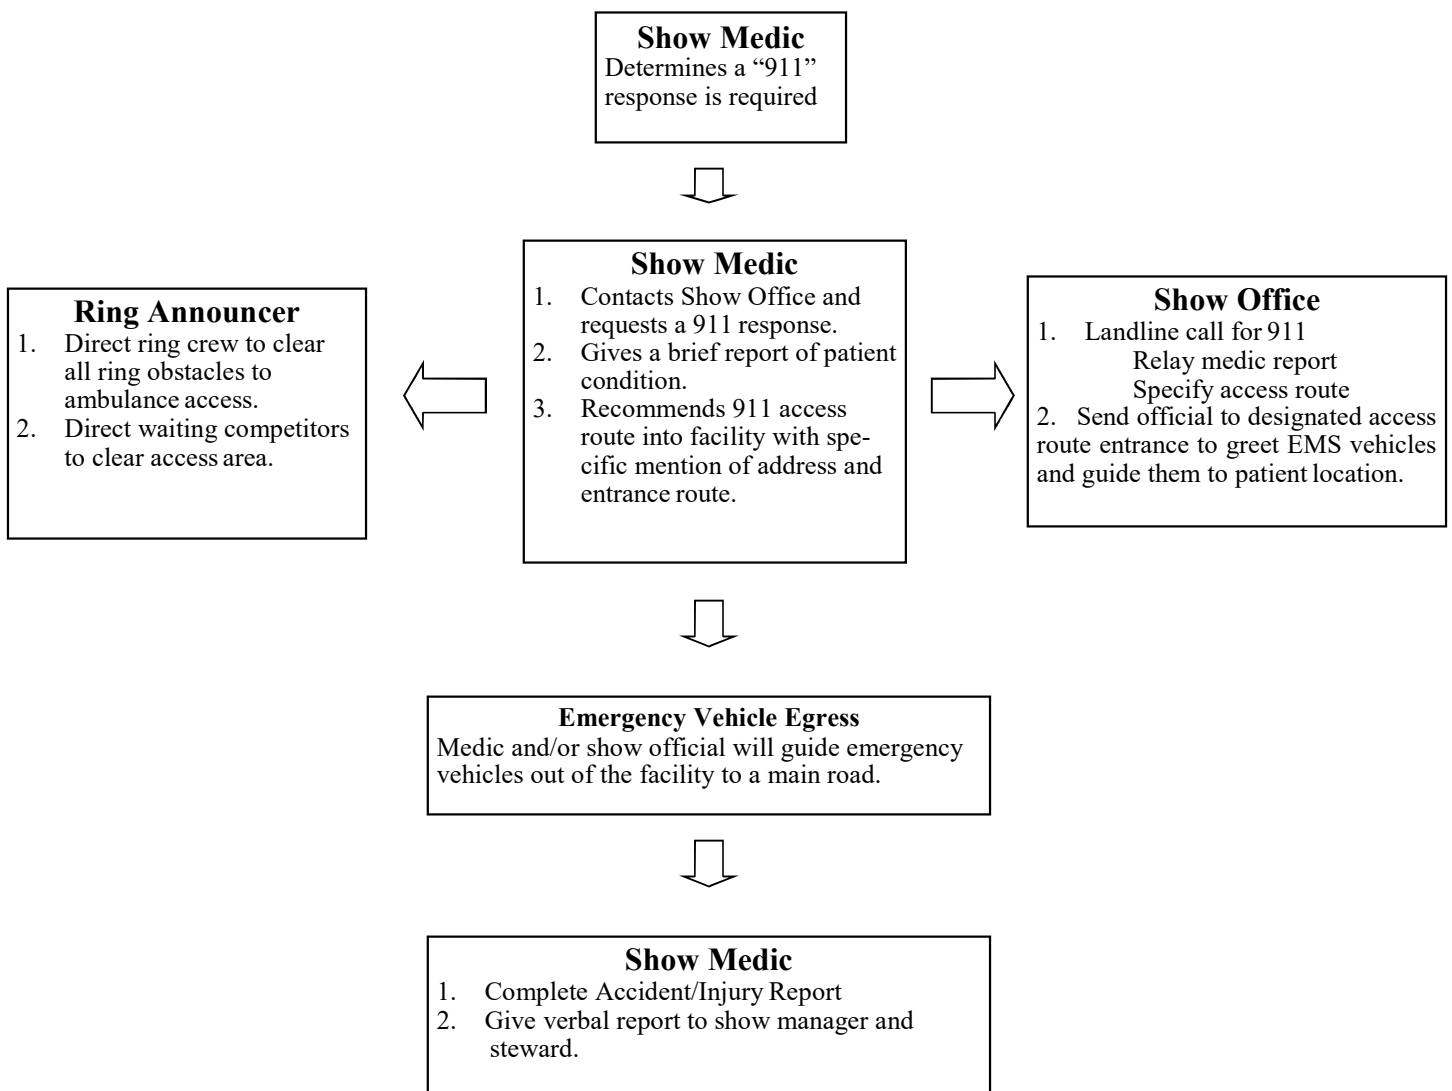 Show Medic
Determines a “911”
response is required
Show Medic
1. Contacts Show Office and
requests a 911 response.
2. Gives a brief report of patient
condition.
3. Recommends 911 access
route into facility with spe-
cific mention of address and
entrance route.
Ring Announcer
1. Direct ring crew to clear
all ring obstacles to
ambulance access.
2. Direct waiting competitors
to clear access area.
Show Office
1. Landline call for 911
Relay medic report
Specify access route
2. Send official to designated access
route entrance to greet EMS vehicles
and guide them to patient location.
Emergency Vehicle Egress
Medic and/or show official will guide emergency
vehicles out of the facility to a main road.
Show Medic
1. Complete Accident/Injury Report
2. Give verbal report to show manager and
steward.